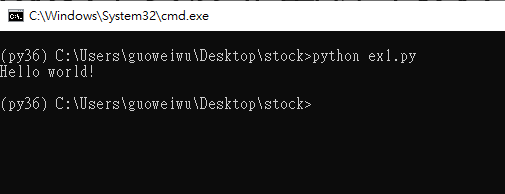 C:\Windows\System32\cmd.exe
(py36) C:\Users\guoweiwu\Desktop\stock>python ex1.py
Hello world!
(py36) C:\Users\guoweiwu\Desktop\stock>